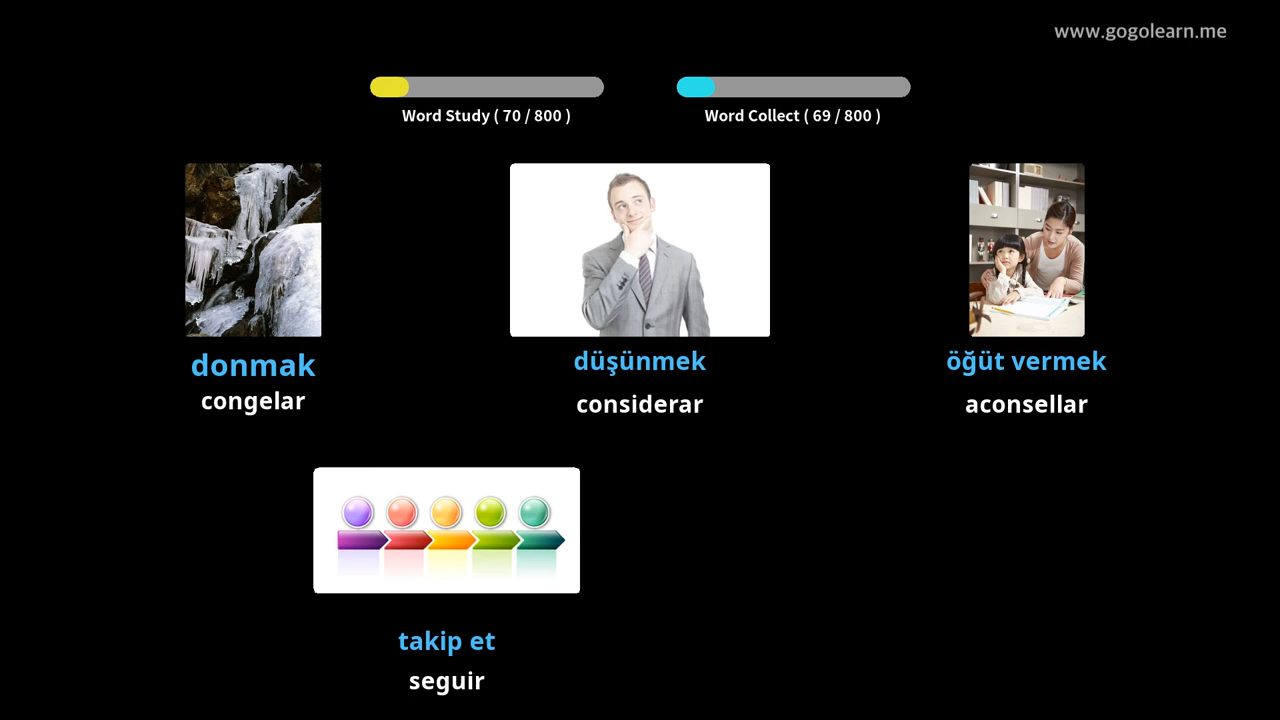 www.gogolearn.me
Word Study ( 70 / 800 )
Word Collect ( 69 / 800 )
donmak
congelar
düşünmek
considerar
öğüt vermek
aconsellar
takip et
seguir